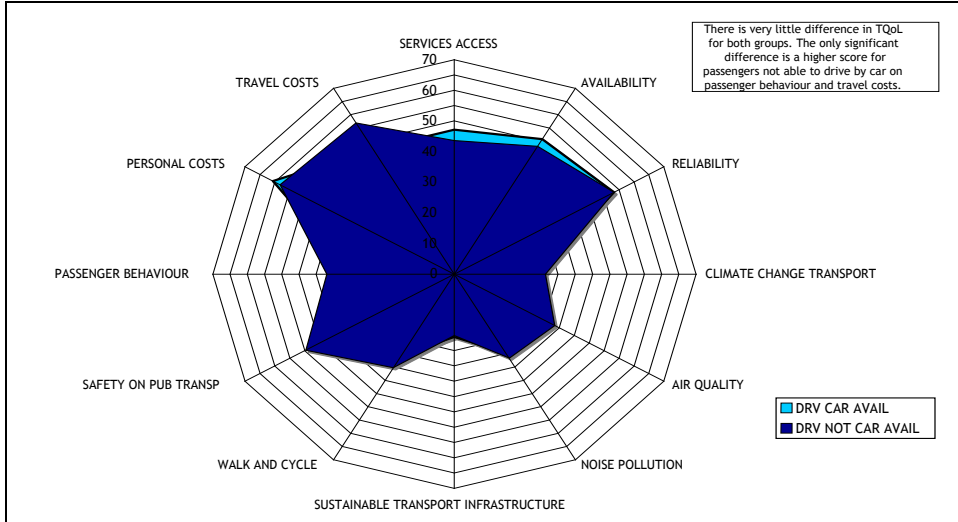 There is very little difference in TQoL
for both groups. The only significant
difference is a higher score for
passengers not able to drive by car on
passenger behaviour and travel costs.
SERVICES ACCESS
70
60
50
40
30
20
10
0
TRAVEL COSTS
AVAILABILITY
PERSONAL COSTS
RELIABILITY
PASSENGER BEHAVIOUR
CLIMATE CHANGE TRANSPORT
SAFETY ON PUB TRANSP
AIR QUALITY
WALK AND CYCLE
NOISE POLLUTION
SUSTAINABLE TRANSPORT INFRASTRUCTURE
DRV CAR AVAIL
DRV NOT CAR AVAIL